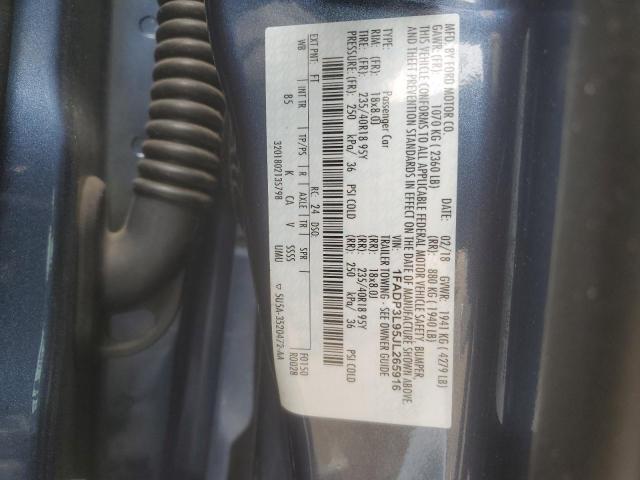 MFD. BY FORD MOTOR CO.
DATE: 02/18 GVWR: 1941 KG ( 4279 LB)
GAWR: (FR) 1070 KG ( 2360 LB) (RR) 880 KG ( 1940 LB)
THIS VEHICLE CONFORMS TO ALL APPLICABLE FEDERAL MOTOR VEHICLE SAFETY, BUMPER,
AND THEFT PREVENTION STANDARDS IN EFFECT ON THE DATE OF MANUFACTURE SHOWN ABOVE.
VIN: 1FADP3L95JL265916
TYPE: Passenger Car TRAILER TOWING - SEE OWNER GUIDE
RIM: (FR) 18x8.0J (RR) 18x8.0J
TIRE: (FR) 235/40R18 95Y (RR) 235/40R18 95Y
PRESSURE: (FR) 250 kPa/ 36 PSI COLD (RR) 250 kPa/ 36 PSI COLD
EXT PNT: FT RC: 24 DSO: F0150
R0028
WB INT TR TP/PS R AXLE TR SPR
B5 K CA V SSSS
3201802135798 UMU ▽ SU5A-3520472-AA